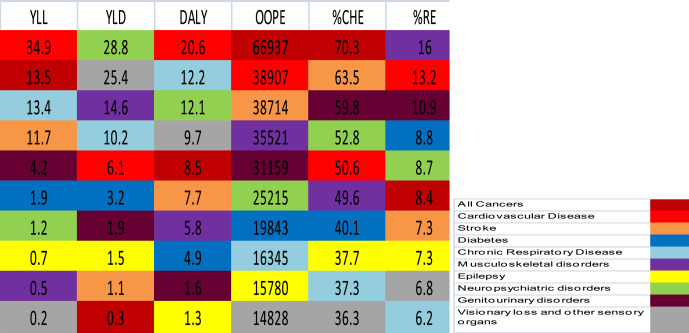 YLL YLD DALY OOPE %CHE %RE
34.9 28.8 20.6 66937 70.3 16
13.5 25.4 12.2 38907 63.5 13.2
13.4 14.6 12.1 38714 59.8 10.9
11.7 10.2 9.7 35521 52.8 8.8
4.2 6.1 8.5 31159 50.6 8.7
1.9 3.2 7.7 25215 49.6 8.4
1.2 1.9 5.8 19843 40.1 7.3
0.7 1.5 4.9 16345 37.7 7.3
0.5 1.1 1.6 15780 37.3 6.8
0.2 0.3 1.3 14828 36.3 6.2
All Cancers
Cardiovascular Disease
Stroke
Diabetes
Chronic Respiratory Disease
Musculoskeletal disorders
Epilepsy
Neuropsychiatric disorders
Genitourinary disorders
Visionary loss and other sensory
organs